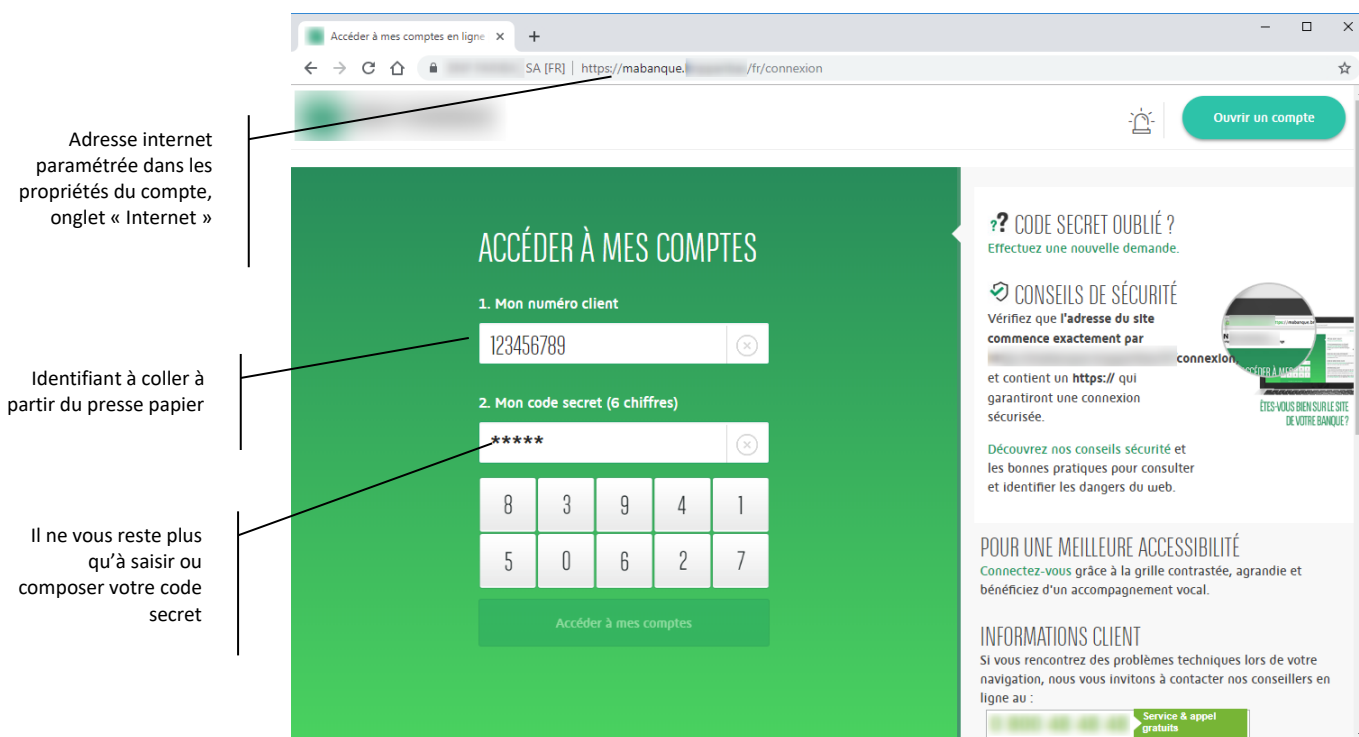 Accéder à mes comptes en ligne
SA [FR] | https://mabanque. /fr/connexion
Ouvrir un compte
Adresse internet
paramétrée dans les
propriétés du compte,
onglet « Internet »
Identifiant à coller à
partir du presse papier
Il ne vous reste plus
qu’à saisir ou
composer votre code
secret
ACCÉDER À MES COMPTES
1. Mon numéro client
123456789
2. Mon code secret (6 chiffres)
*****
8 3 9 4 1
5 0 6 2 7
Accéder à mes comptes
?? CODE SECRET OUBLIÉ ?
Effectuez une nouvelle demande.
CONSEILS DE SÉCURITÉ
Vérifiez que l'adresse du site
commence exactement par
connexion,
et contient un https:// qui
garantiront une connexion
sécurisée.
Découvrez nos conseils sécurité et
les bonnes pratiques pour consulter
et identifier les dangers du web.
ÊTES-VOUS BIEN SUR LE SITE
DE VOTRE BANQUE ?
POUR UNE MEILLEURE ACCESSIBILITÉ
Connectez-vous grâce à la grille contrastée, agrandie et
bénéficiez d'un accompagnement vocal.
INFORMATIONS CLIENT
Si vous rencontrez des problèmes techniques lors de votre
navigation, nous vous invitons à contacter nos conseillers en
ligne au :
Service & appel
gratuits